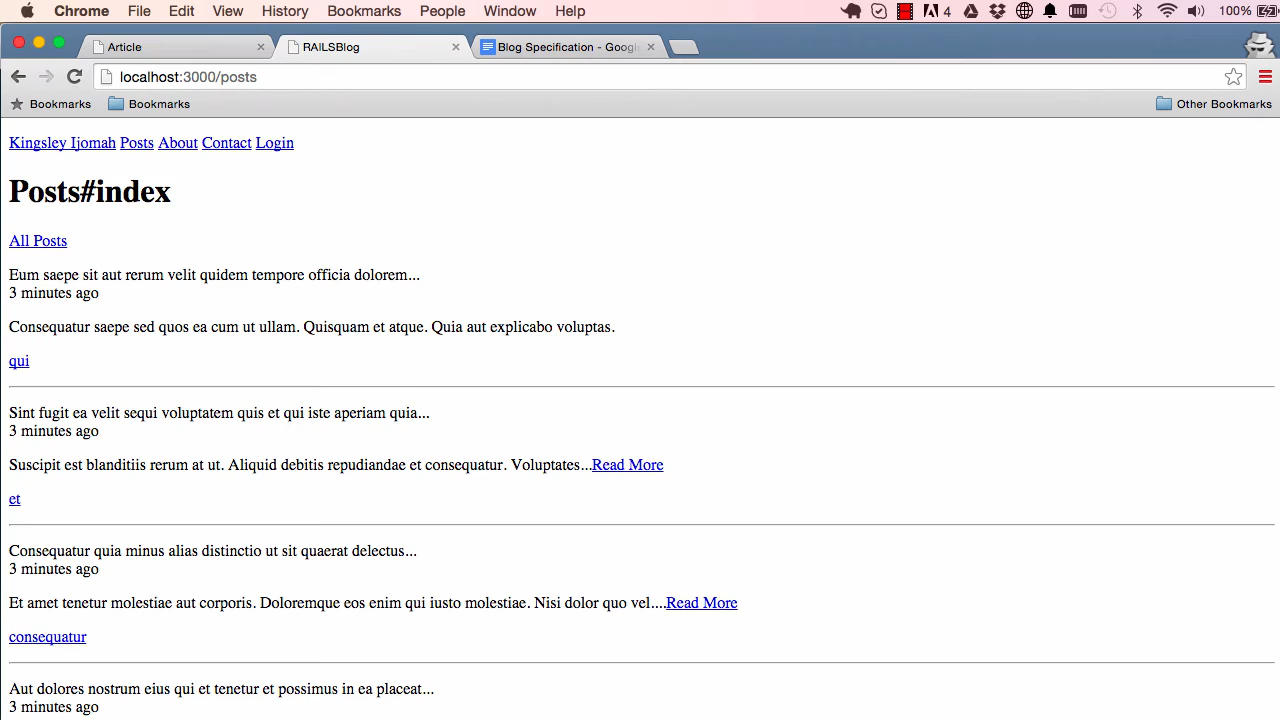 Chrome File Edit View History Bookmarks People Window Help 4 100%
Article RAILSBlog Blog Specification - Google
localhost:3000/posts
Bookmarks Bookmarks Other Bookmarks
Kingsley Ijomah Posts About Contact Login
Posts#index
All Posts
Eum saepe sit aut rerum velit quidem tempore officia dolorem...
3 minutes ago
Consequatur saepe sed quos ea cum ut ullam. Quisquam et atque. Quia aut explicabo voluptas.
qui
Sint fugit ea velit sequi voluptatem quis et qui iste aperiam quia...
3 minutes ago
Suscipit est blanditiis rerum at ut. Aliquid debitis repudiandae et consequatur. Voluptates...Read More
et
Consequatur quia minus alias distinctio ut sit quaerat delectus...
3 minutes ago
Et amet tenetur molestiae aut corporis. Doloremque eos enim qui iusto molestiae. Nisi dolor quo vel....Read More
consequatur
Aut dolores nostrum eius qui et tenetur et possimus in ea placeat...
3 minutes ago